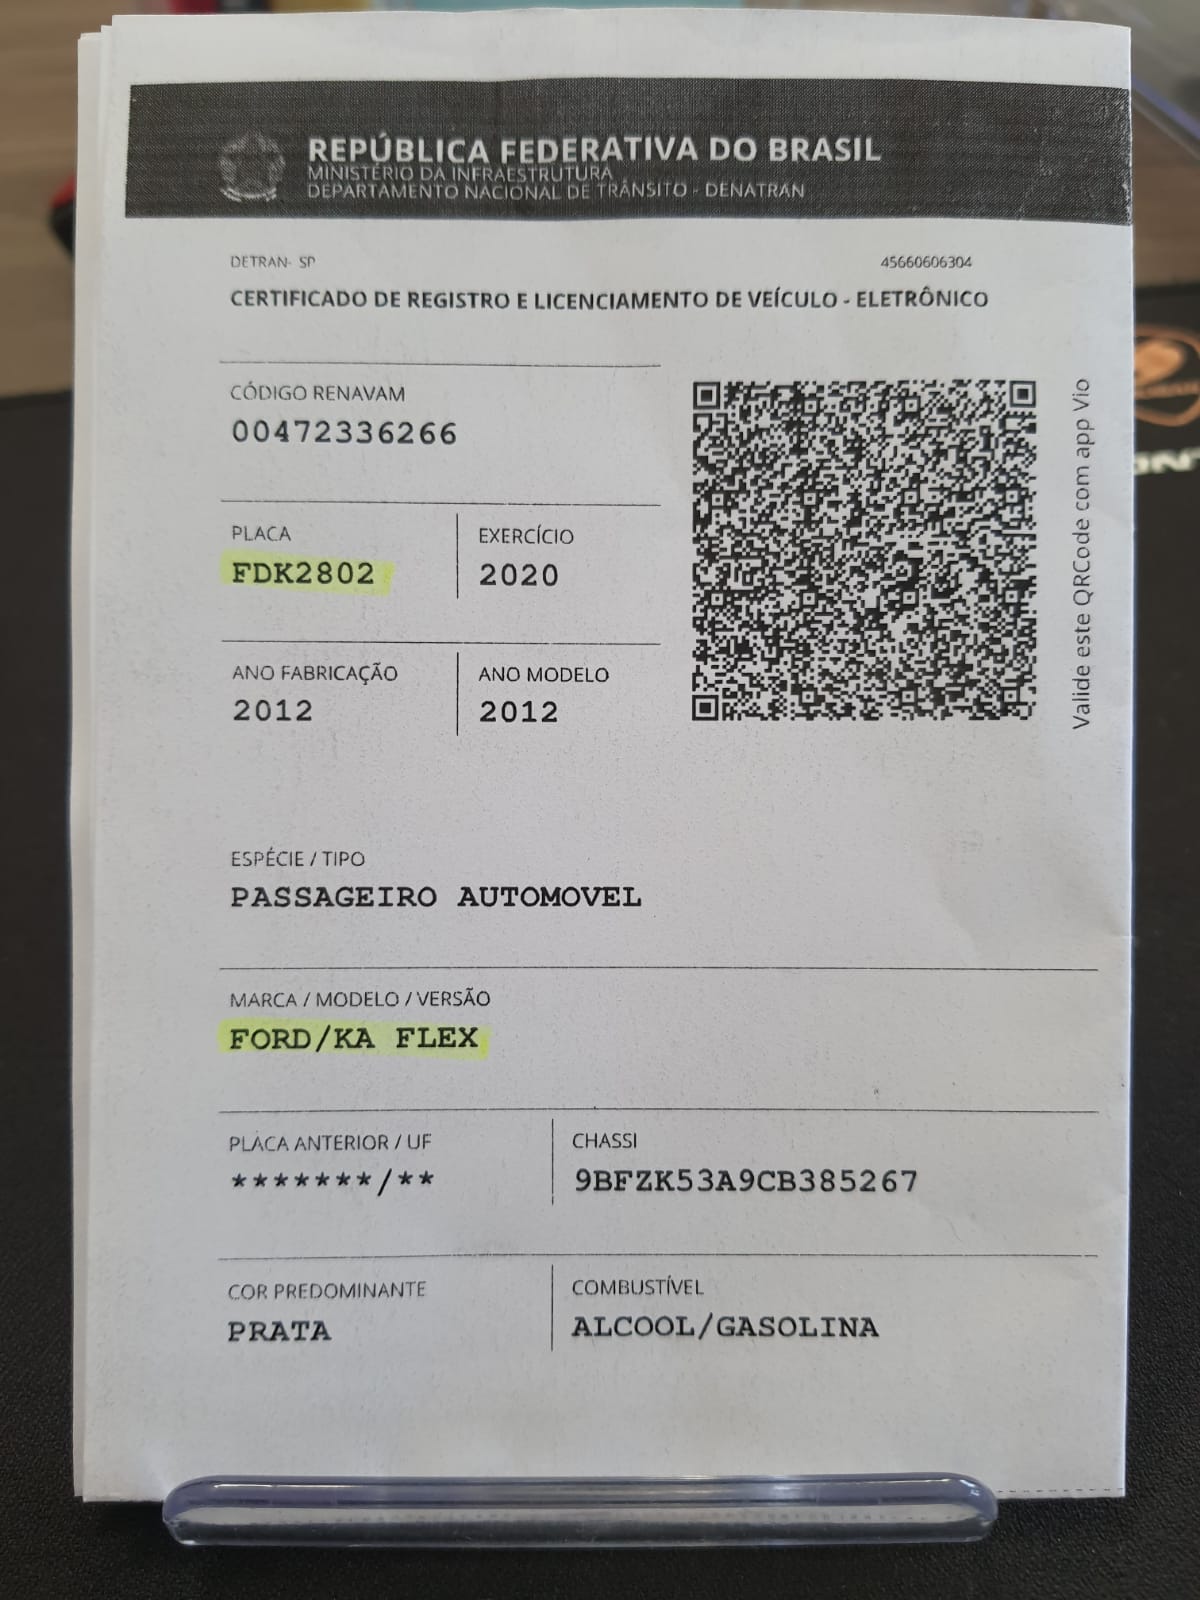 REPÚBLICA FEDERATIVA DO BRASIL
MINISTÉRIO DA INFRAESTRUTURA
DEPARTAMENTO NACIONAL DE TRÂNSITO - DENATRAN
DETRAN- SP 45660606304
CERTIFICADO DE REGISTRO E LICENCIAMENTO DE VEÍCULO - ELETRÔNICO
CÓDIGO RENAVAM
00472336266
PLACA EXERCÍCIO
FDK2802 2020
ANO FABRICAÇÃO ANO MODELO
2012 2012
Valide este QRCode com app Vio
ESPÉCIE / TIPO
PASSAGEIRO AUTOMOVEL
MARCA / MODELO / VERSÃO
FORD/KA FLEX
PLACA ANTERIOR / UF CHASSI
*******/** 9BFZK53A9CB385267
COR PREDOMINANTE COMBUSTÍVEL
PRATA ALCOOL/GASOLINA